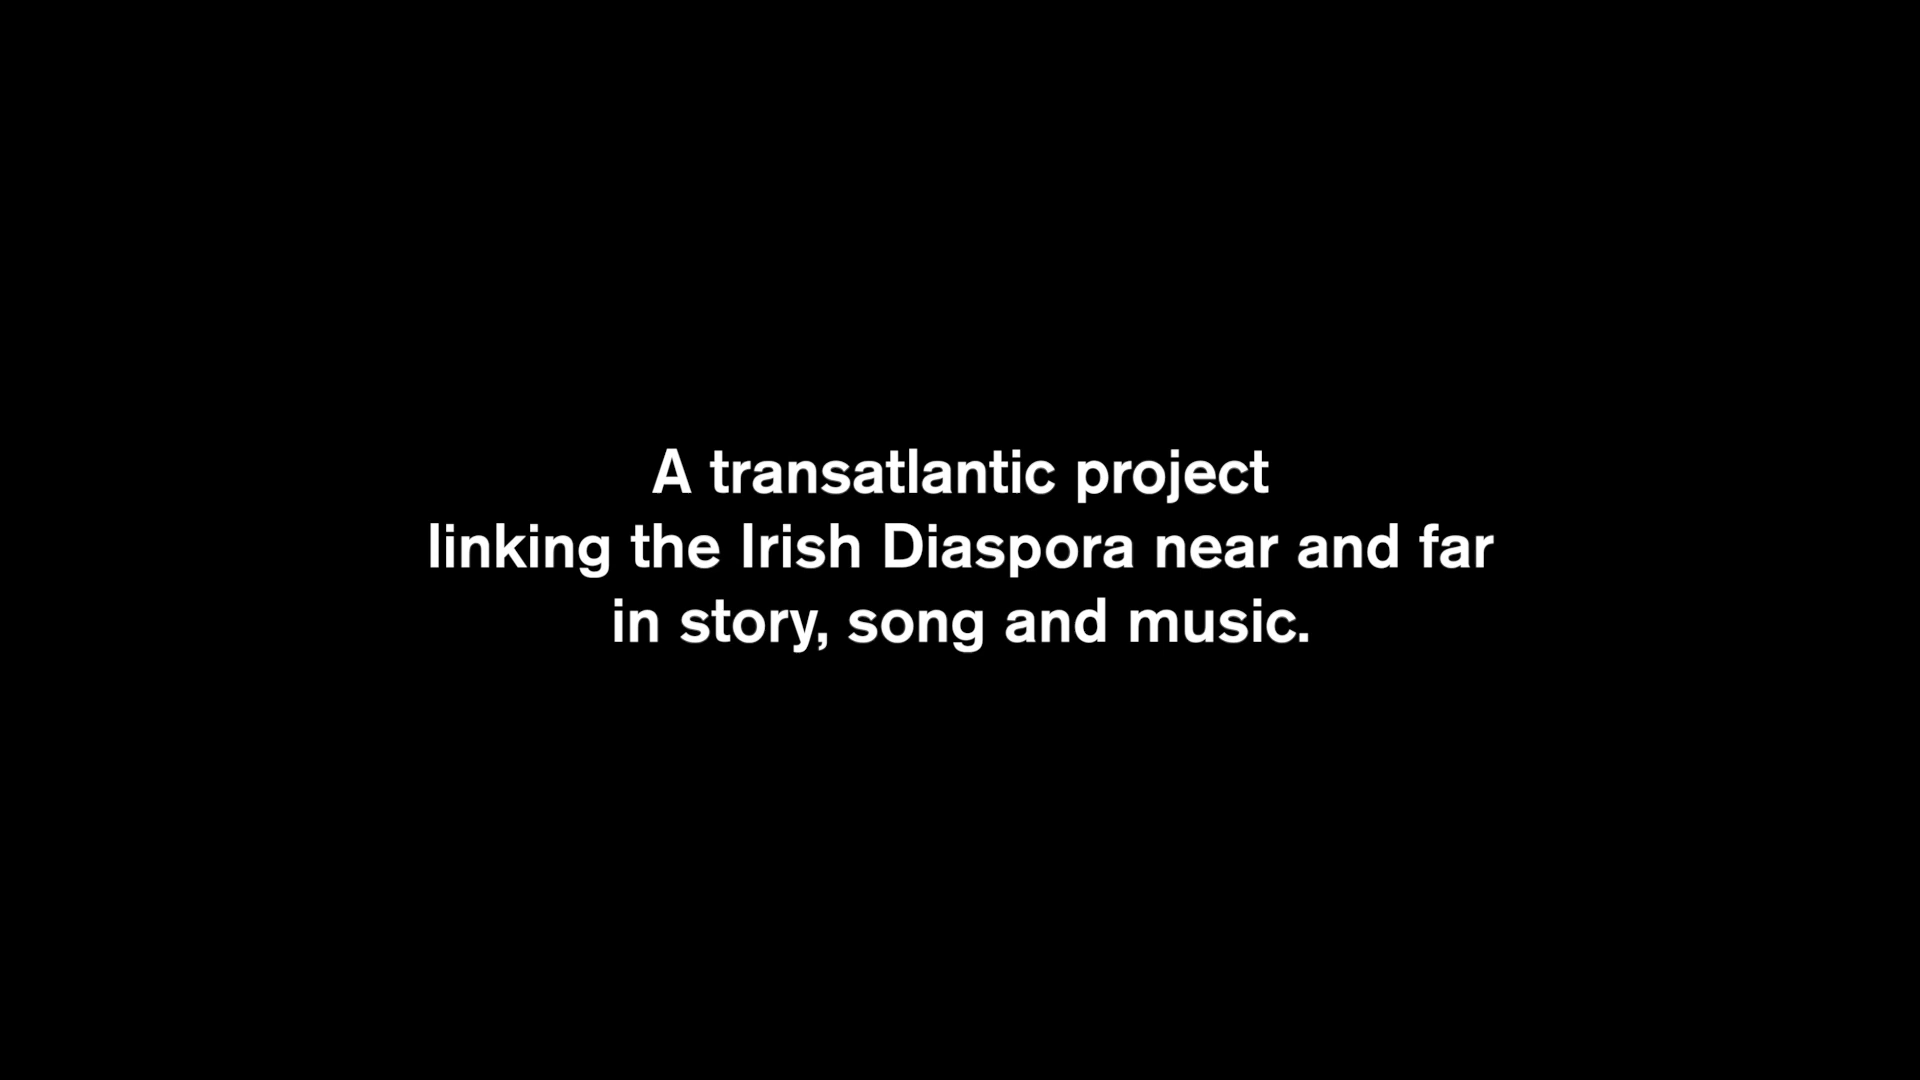 A transatlantic project
linking the Irish Diaspora near and far
in story, song and music.